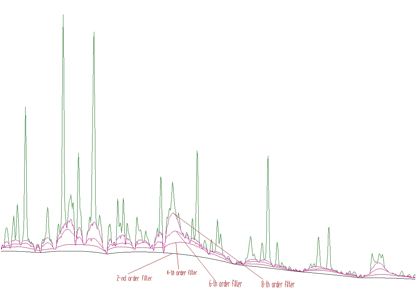 2-nd order filter
4-th order filter
6-th order filter
8-th order filter